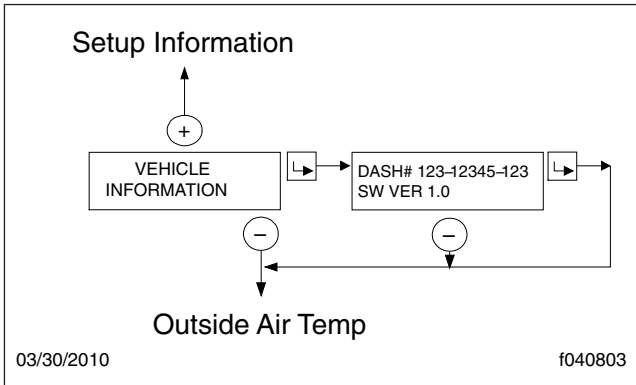 Setup Information
+
VEHICLE
INFORMATION
DASH# 123–12345–123
SW VER 1.0
–
–
Outside Air Temp
03/30/2010
f040803